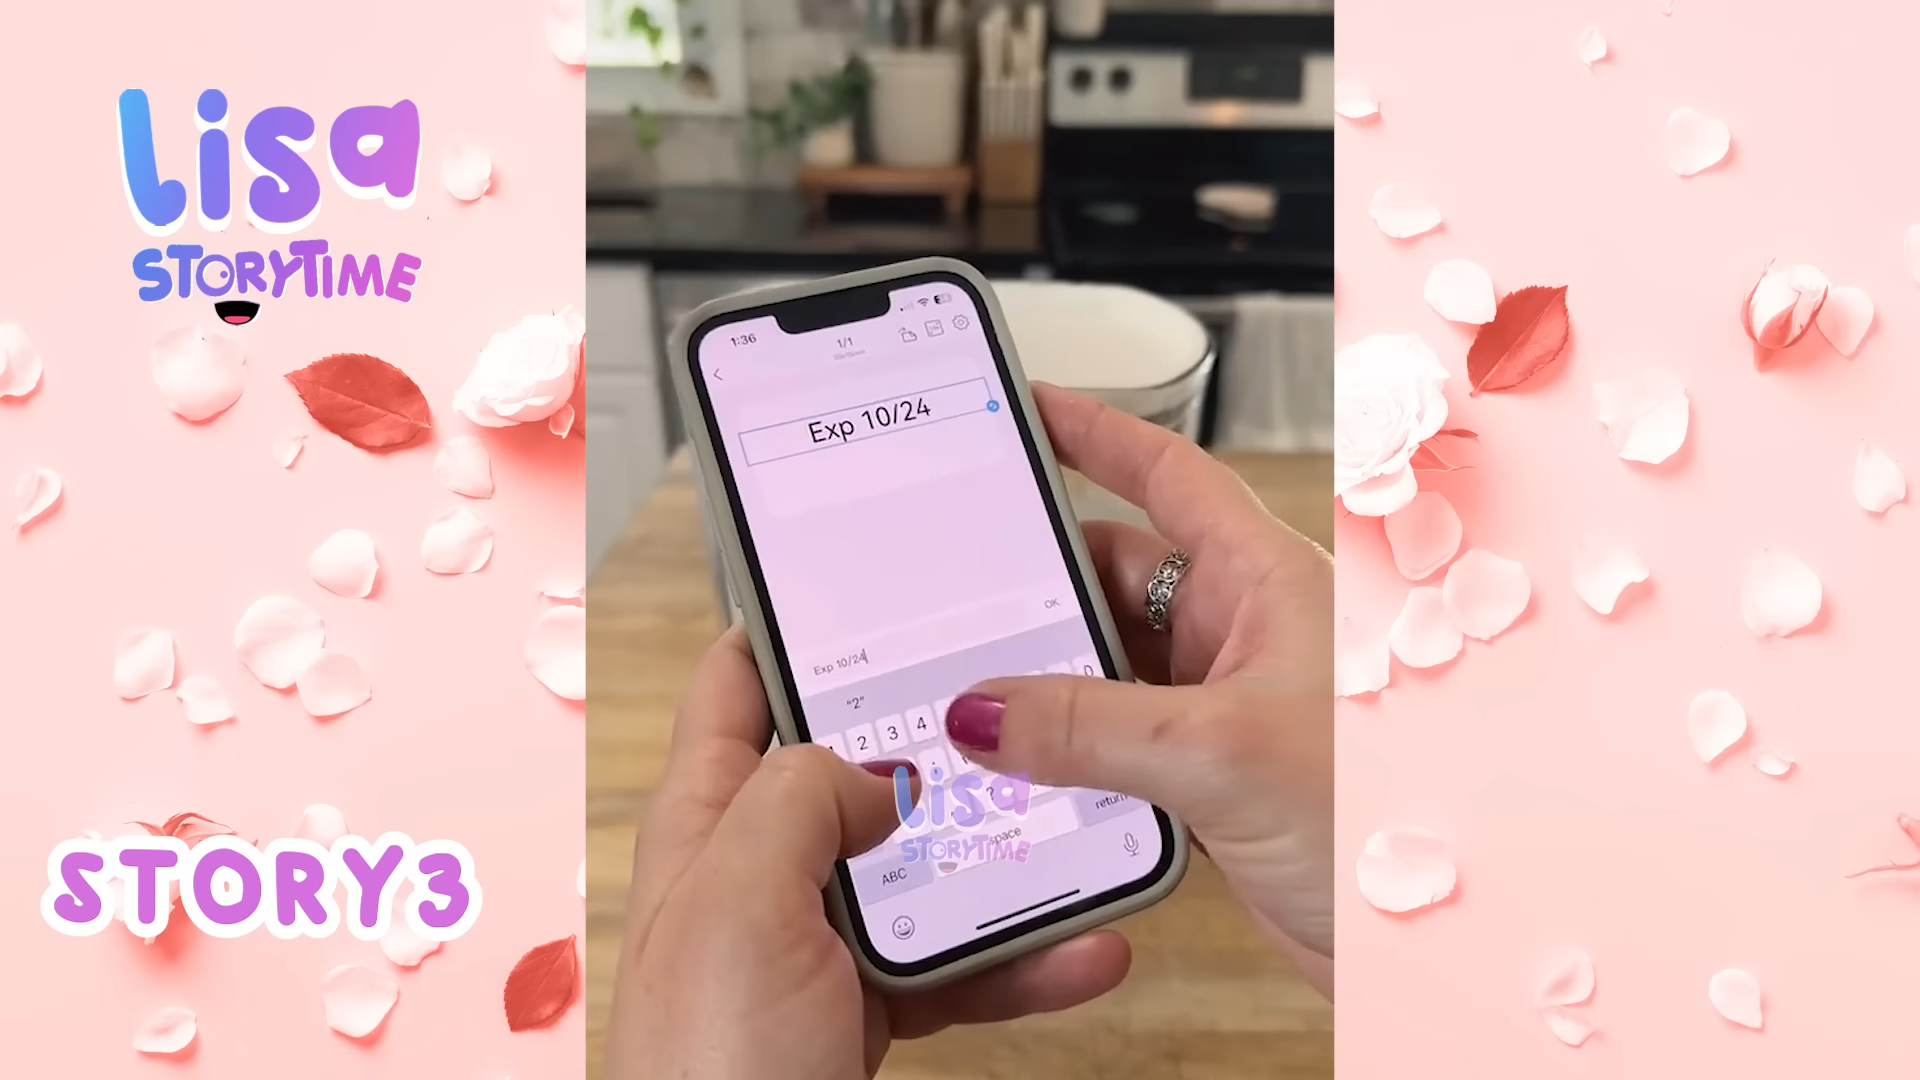 Lisa
STORYTIME
STORY3
1:36
1/1
Exp 10/24
OK
Exp 10/24
"2"
0
2 3 4
Lisa
STORYTIME
space
return
ABC